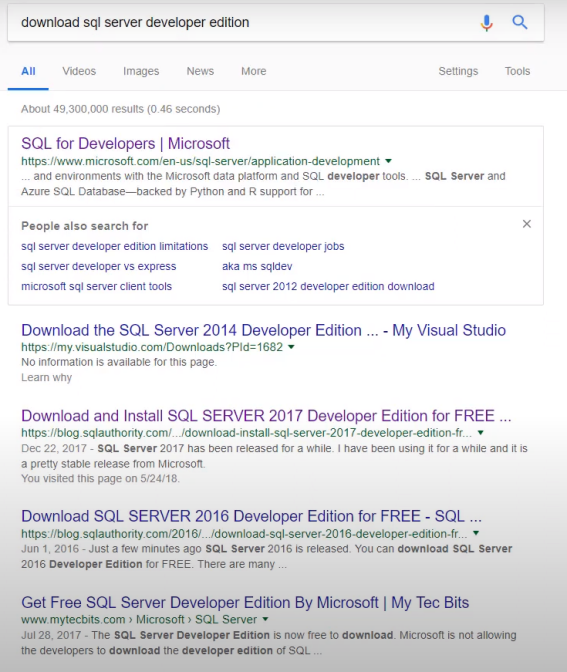 download sql server developer edition
All Videos Images News More Settings Tools
About 49,300,000 results (0.46 seconds)
SQL for Developers | Microsoft
https://www.microsoft.com/en-us/sql-server/application-development
... and environments with the Microsoft data platform and SQL developer tools. ... SQL Server and
Azure SQL Database—backed by Python and R support for ...
People also search for
sql server developer edition limitations sql server developer jobs
sql server developer vs express aka ms sqldev
microsoft sql server client tools sql server 2012 developer edition download
Download the SQL Server 2014 Developer Edition ... - My Visual Studio
https://my.visualstudio.com/Downloads?PId=1682
No information is available for this page.
Learn why
Download and Install SQL SERVER 2017 Developer Edition for FREE ...
https://blog.sqlauthority.com/.../download-install-sql-server-2017-developer-edition-fr...
Dec 22, 2017 - SQL Server 2017 has been released for a while. I have been using it for a while and it is
a pretty stable release from Microsoft.
You visited this page on 5/24/18.
Download SQL SERVER 2016 Developer Edition for FREE - SQL ...
https://blog.sqlauthority.com/2016/.../download-sql-server-2016-developer-edition-fr...
Jun 1, 2016 - Just a few minutes ago SQL Server 2016 is released. You can download SQL Server
2016 Developer Edition for FREE. There are many ...
Get Free SQL Server Developer Edition By Microsoft | My Tec Bits
www.mytecbits.com › Microsoft › SQL Server
Jul 28, 2017 - The SQL Server Developer Edition is now free to download. Microsoft is not allowing
the developers to download the developer edition of SQL ...